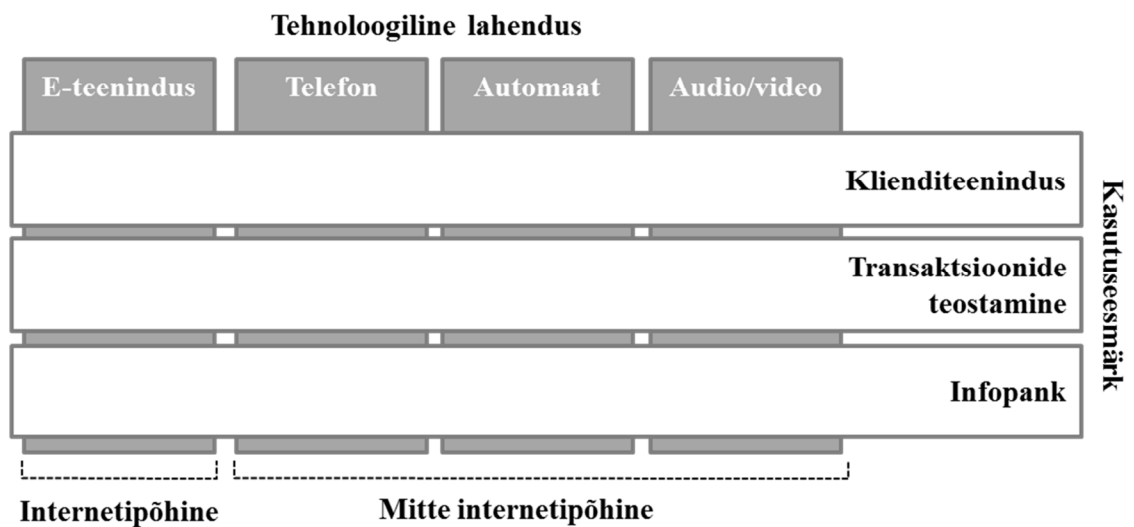 Tehnoloogiline lahendus
E-teenindus
Telefon
Automaat
Audio/video
Klienditeenindus
Transaktsioonide
teostamine
Infopank
Kasutuseesmärk
Internetipõhine
Mitte internetipõhine